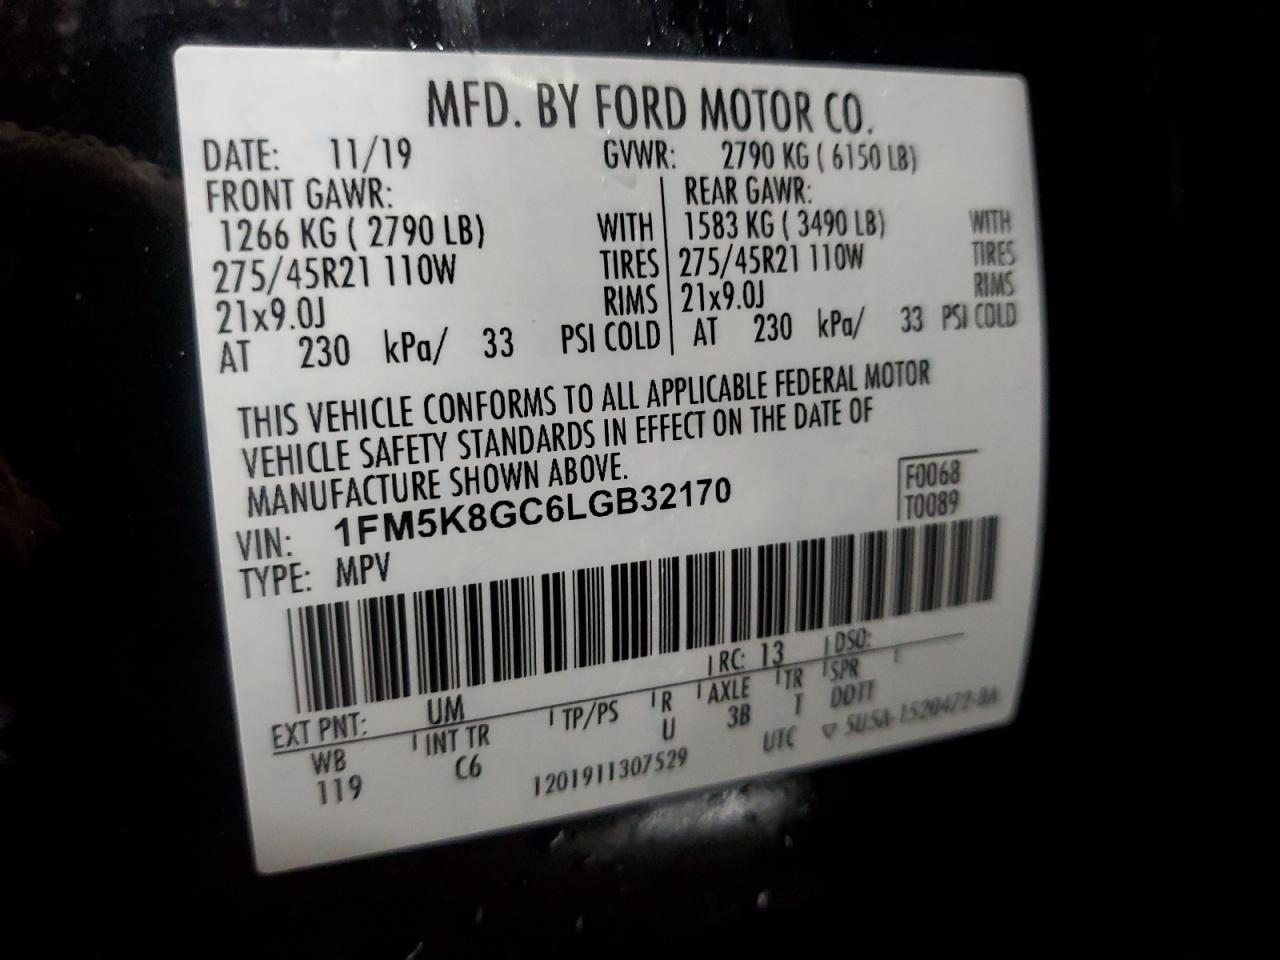 MFD. BY FORD MOTOR CO.
DATE: 11/19 GVWR: 2790 KG ( 6150 LB)
FRONT GAWR: REAR GAWR:
1266 KG ( 2790 LB) WITH 1583 KG ( 3490 LB) WITH
275/45R21 110W TIRES 275/45R21 110W TIRES
21x9.0J RIMS 21x9.0J RIMS
AT 230 kPa/ 33 PSI COLD AT 230 kPa/ 33 PSI COLD
THIS VEHICLE CONFORMS TO ALL APPLICABLE FEDERAL MOTOR
VEHICLE SAFETY STANDARDS IN EFFECT ON THE DATE OF
MANUFACTURE SHOWN ABOVE.
VIN: 1FM5K8GC6LGB32170
F0068
T0089
TYPE: MPV
EXT PNT: UM RC: 13 DSO:
WB INT TR TP/PS R AXLE TR SPR
119 C6 U 3B T DDTT
1201911307529 UTC ▽ 5U5A-1520472-BA